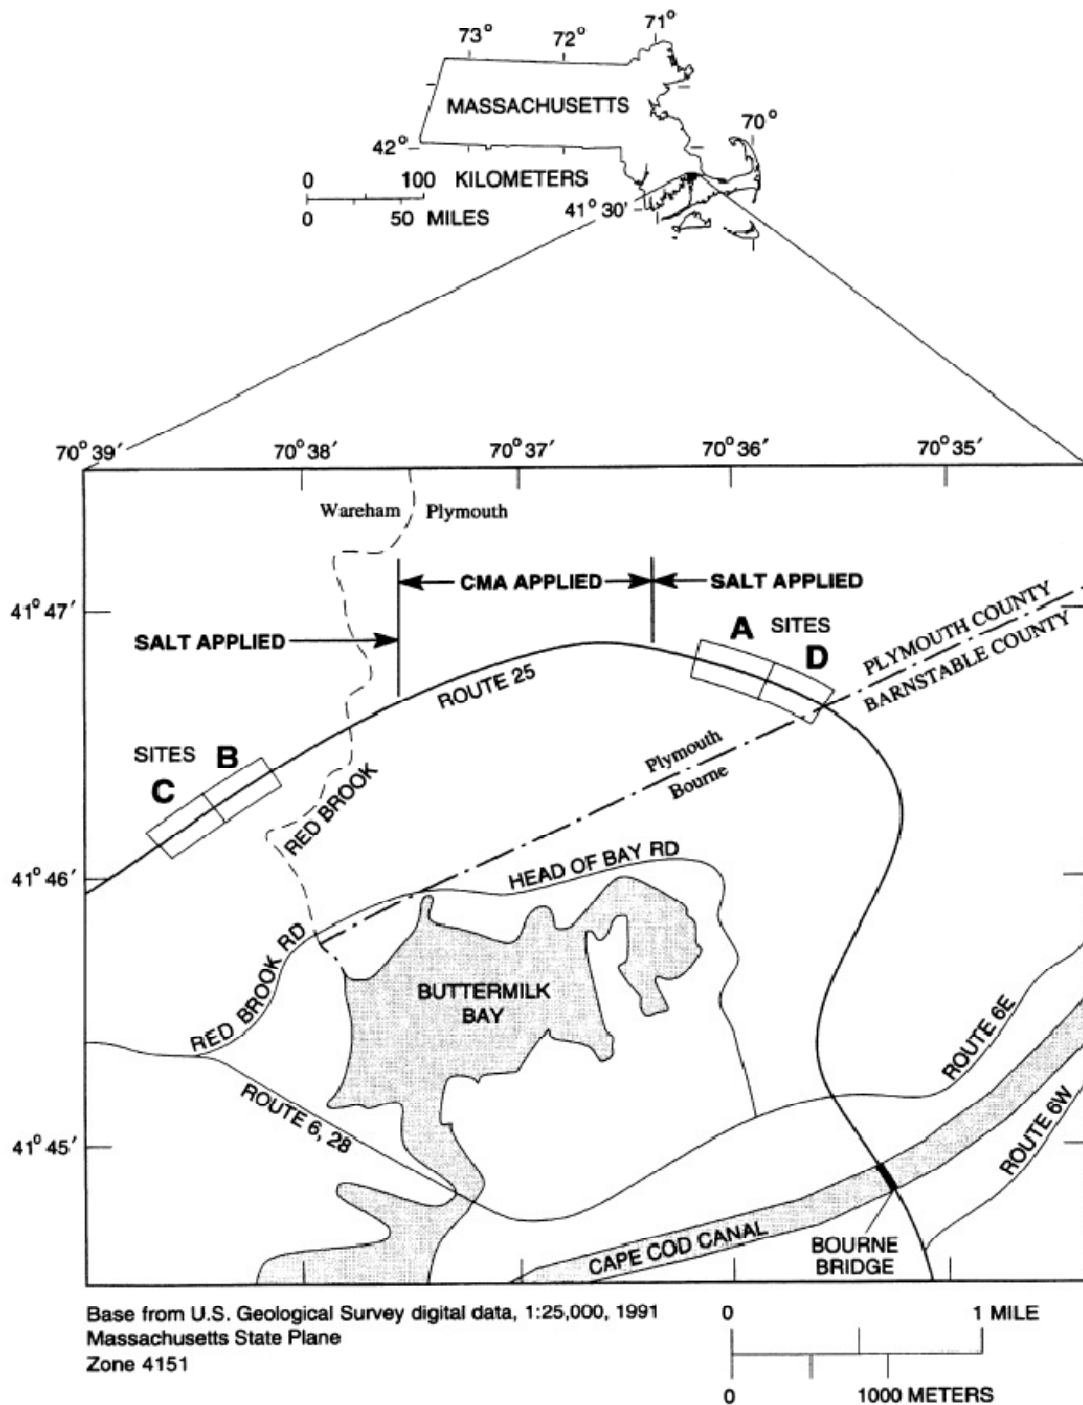 73° 72° 71°
MASSACHUSETTS
70°
42°
0 100 KILOMETERS
0 50 MILES
41° 30'
70° 39' 70° 38' 70° 37' 70° 36' 70° 35'
Wareham Plymouth
CMA APPLIED SALT APPLIED
41° 47'
SALT APPLIED
A SITES
D
PLYMOUTH COUNTY
BARNSTABLE COUNTY
ROUTE 25
SITES B
C
Plymouth
Bourne
RED BROOK
41° 46'
HEAD OF BAY RD
RED BROOK RD
BUTTERMILK
BAY
ROUTE 6E
ROUTE 6, 28
ROUTE 6W
41° 45'
CAPE COD CANAL
BOURNE
BRIDGE
Base from U.S. Geological Survey digital data, 1:25,000, 1991
Massachusetts State Plane
Zone 4151
0 1 MILE
0 1000 METERS